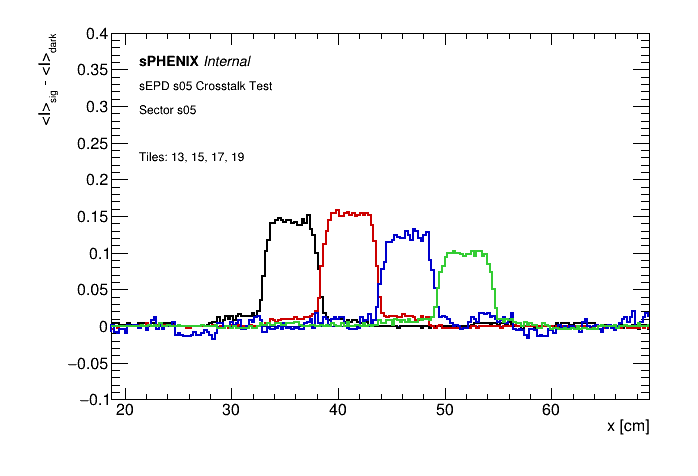 <I>sig - <I>dark
0.4
0.35
0.3
0.25
0.2
0.15
0.1
0.05
0
−0.05
−0.1
sPHENIX Internal
sEPD s05 Crosstalk Test
Sector s05
Tiles: 13, 15, 17, 19
20 30 40 50 60
x [cm]